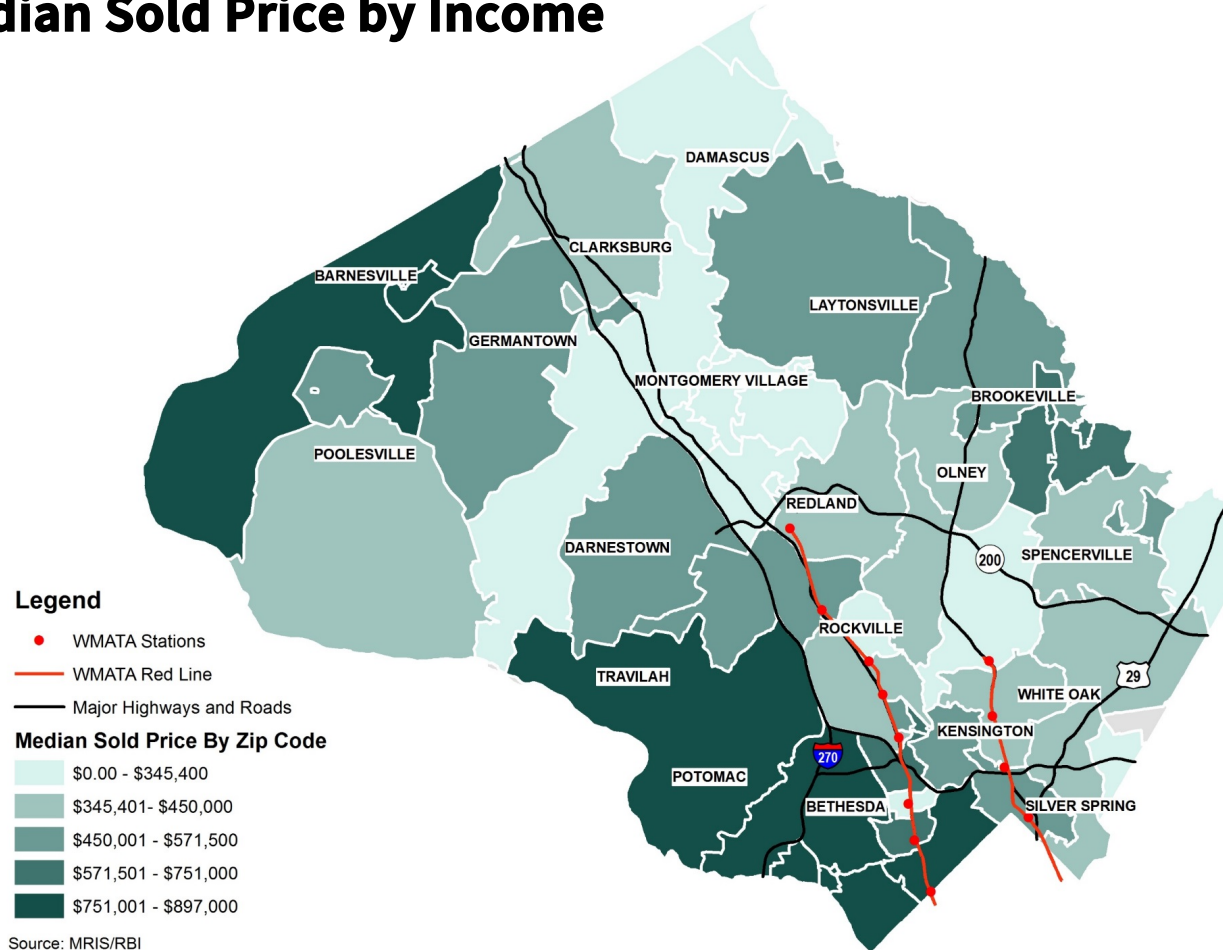 dian Sold Price by Income
DAMASCUS
CLARKSBURG
BARNESVILLE
LAYTONSVILLE
GERMANTOWN
MONTGOMERY VILLAGE
BROOKEVILLE
POOLESVILLE
OLNEY
REDLAND
DARNESTOWN
200
SPENCERVILLE
ROCKVILLE
TRAVILAH
29
WHITE OAK
KENSINGTON
270
POTOMAC
BETHESDA
SILVER SPRING
Legend
WMATA Stations
WMATA Red Line
Major Highways and Roads
Median Sold Price By Zip Code
$0.00 - $345,400
$345,401- $450,000
$450,001 - $571,500
$571,501 - $751,000
$751,001 - $897,000
Source: MRIS/RBI